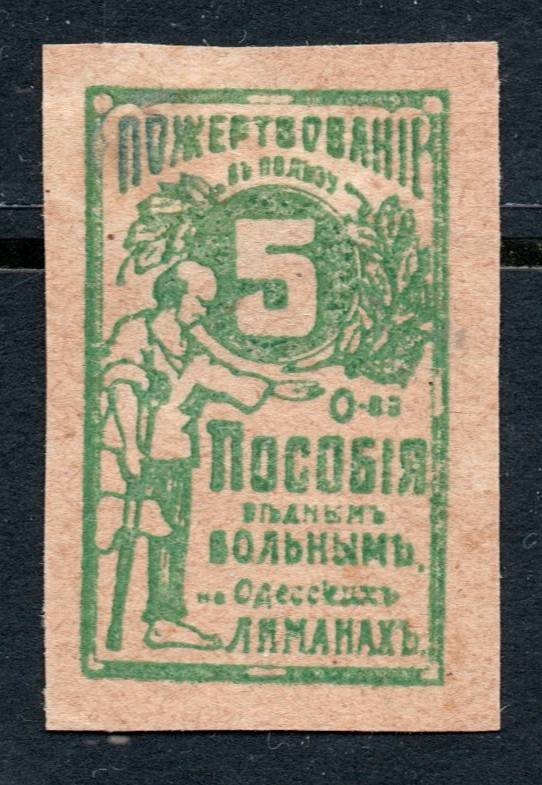 ПОЖЕРТВОВАНІЕ
въ пользу
5
О-ва
ПОСОБІЯ
БѢДНЫМЪ
БОЛЬНЫМЪ,
на Одесскихъ
ЛИМАНАХЪ.